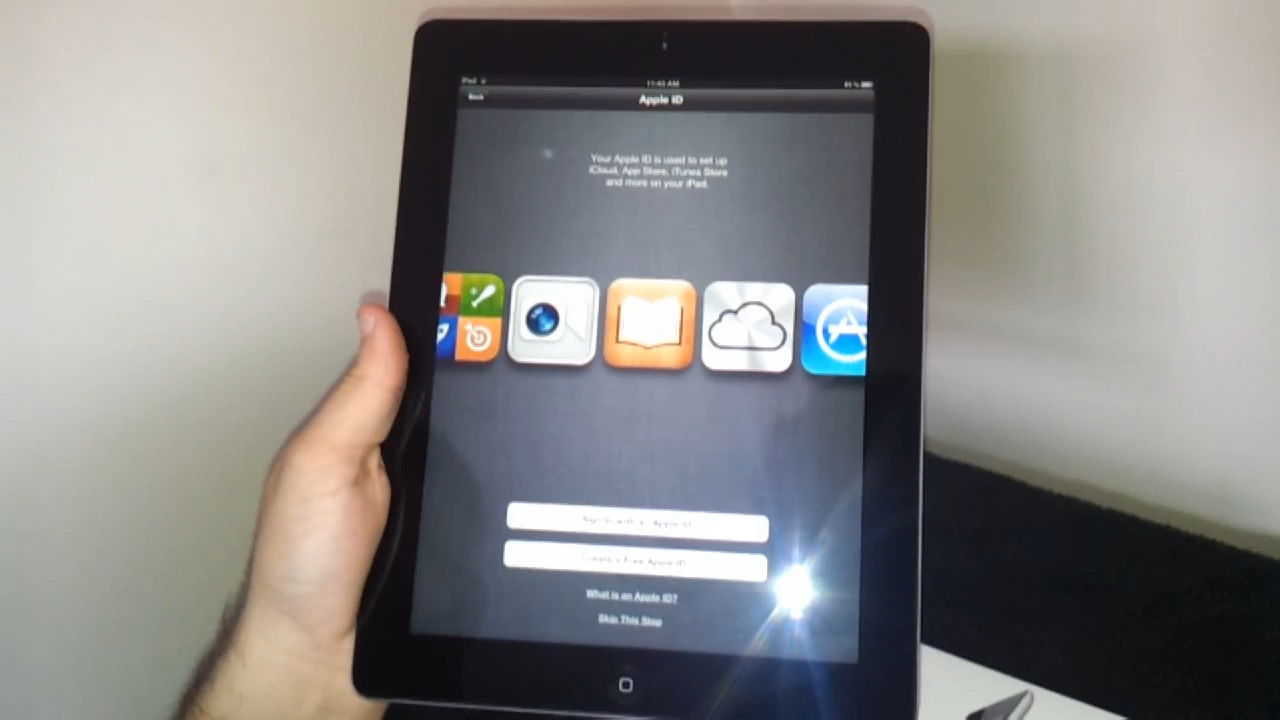 iPad
11:43 AM
Back
Apple ID
Your Apple ID is used to set up
iCloud, App Store, iTunes Store
and more on your iPad.
Sign In with an Apple ID
Create a Free Apple ID
What is an Apple ID?
Skip This Step